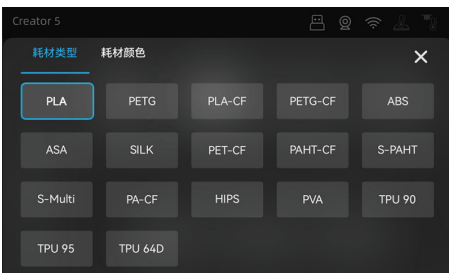 Creator 5
耗材类型 耗材颜色
PLA PETG PLA-CF PETG-CF ABS
ASA SILK PET-CF PAHT-CF S-PAHT
S-Multi PA-CF HIPS PVA TPU 90
TPU 95 TPU 64D